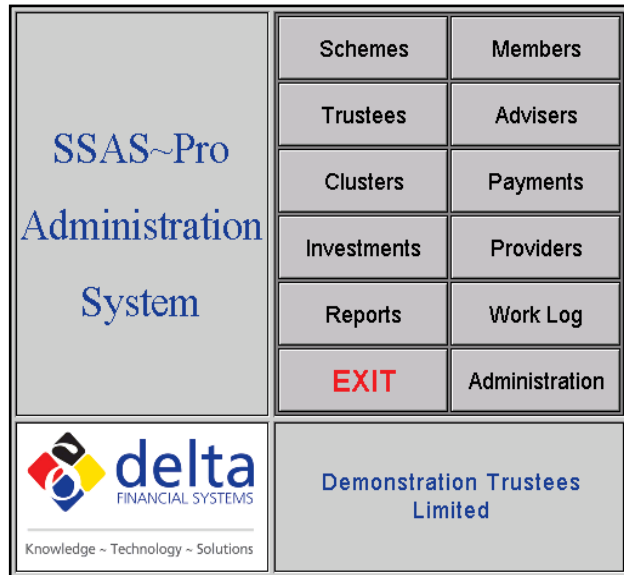 SSAS~Pro
Administration
System
Schemes
Members
Trustees
Advisers
Clusters
Payments
Investments
Providers
Reports
Work Log
EXIT
Administration
delta
FINANCIAL SYSTEMS
Knowledge ~ Technology ~ Solutions
Demonstration Trustees
Limited